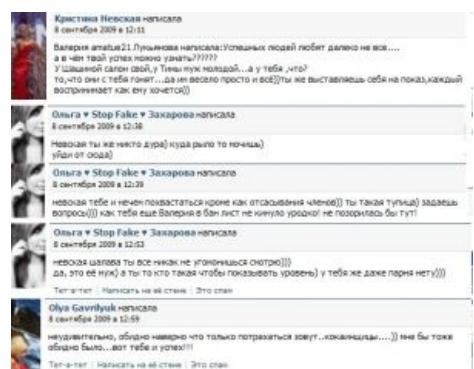 Кристина Невская написала
8 сентября 2009 в 12:31
Валерия amatue21 Лукьянова написала:Успешных людей любят далеко не все....
а в чём твой успех можно узнать??????
У Шашиной салон свой,у Тины муж молодой...а у тебя ,что?
то,что они с тебя гонят...да им весело просто и всё))ты же выставляешь себя на показ,каждый
воспринимает как ему хочется))
Ольга ♥ Stop Fake ♥ Захарова написала
8 сентября 2009 в 12:38
Невская ты же никто дура) куда рыло то мочишь)
уйди от сюда)
Ольга ♥ Stop Fake ♥ Захарова написала
8 сентября 2009 в 12:39
невская тебе и нечем похвастаться кроме как отсасывания членов)) ты такая тупица) задаешь
вопросы))) как тебя еще Валерия в бан лист не кинуло уродко! не позорилась бы тут!
Ольга ♥ Stop Fake ♥ Захарова написала
8 сентября 2009 в 12:53
невская шалава ты все никак не угомонишься смотрю)))
да, это её муж) а ты то кто такая чтобы показывать уровень) у тебя же даже парня нету)))
Тет-а-тет | Написать на её стене | Это спам
Olya Gavrilyuk написала
8 сентября 2009 в 12:59
неудивительно, обидно наверно что только потрахаться зовут..кокаинщицы....)) мне бы тоже
обидно было...вот тебе и успех!!!
Тет-а-тет | Написать на её стене | Это спам